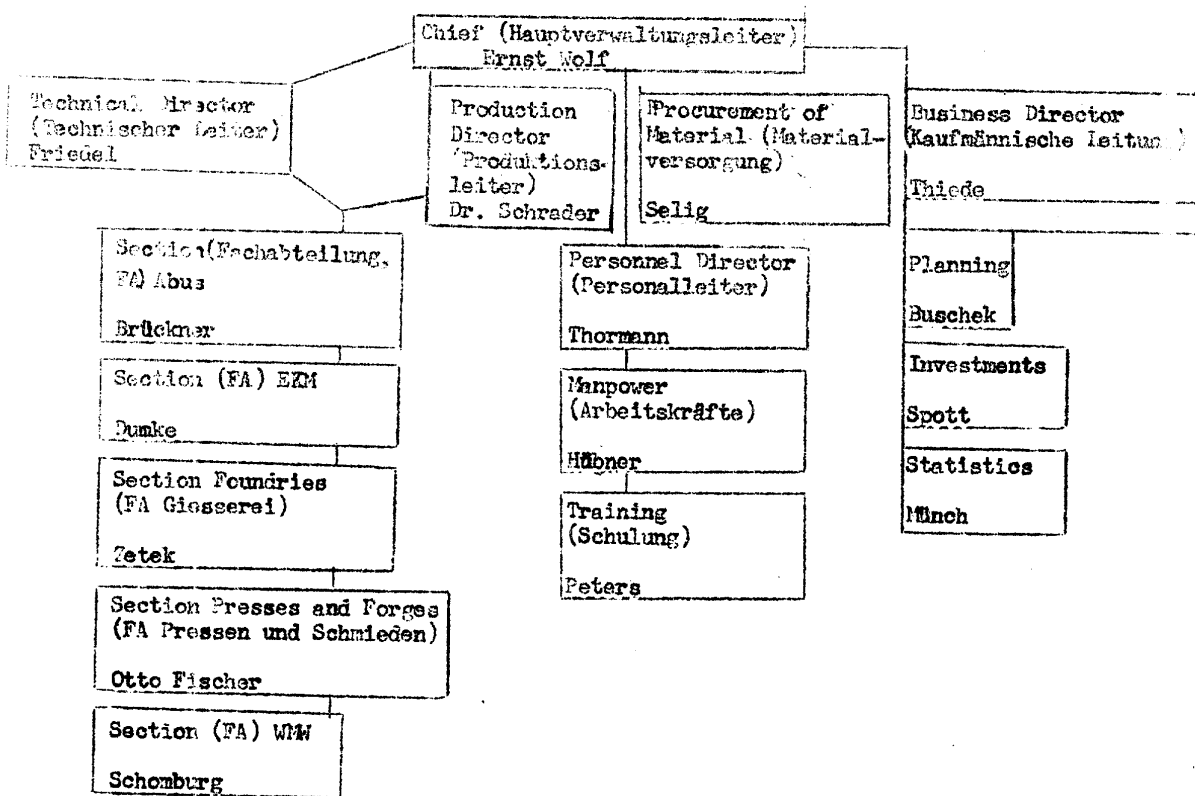 Chief (Hauptverwaltungsleiter)
Ernst Wolf
Technical Director
(Technischer Leiter)
Friedel
Production
Director
(Produktions-
leiter)
Dr. Schrader
Procurement of
Material (Material-
versorgung)
Selig
Business Director
(Kaufmännische Leitung)
Thiede
Section (Fachabteilung,
FA) Abus
Brückner
Section (FA) EKM
Dumke
Section Foundries
(FA Giesserei)
Zetek
Section Presses and Forges
(FA Pressen und Schmieden)
Otto Fischer
Section (FA) WMW
Schomburg
Personnel Director
(Personalleiter)
Thormann
Manpower
(Arbeitskräfte)
Hübner
Training
(Schulung)
Peters
Planning
Buschek
Investments
Spott
Statistics
Münch